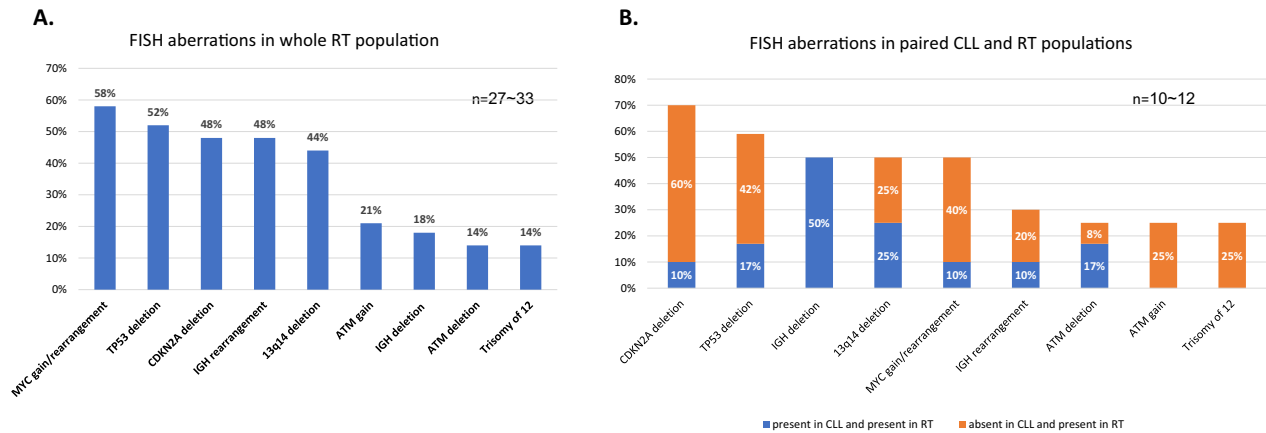 A.
FISH aberrations in whole RT population
70%
60%
50%
40%
30%
20%
10%
0%
n=27~33
58%
52%
48%
48%
44%
21%
18%
14%
14%
MYC gain/rearrangement
TP53 deletion
CDKN2A deletion
IGH rearrangement
13q14 deletion
ATM gain
IGH deletion
ATM deletion
Trisomy of 12
B.
FISH aberrations in paired CLL and RT populations
80%
70%
60%
50%
40%
30%
20%
10%
0%
n=10~12
60%
10%
42%
17%
50%
25%
25%
40%
10%
20%
10%
8%
17%
25%
25%
CDKN2A deletion
TP53 deletion
IGH deletion
13q14 deletion
MYC gain/rearrangement
IGH rearrangement
ATM deletion
ATM gain
Trisomy of 12
present in CLL and present in RT
absent in CLL and present in RT